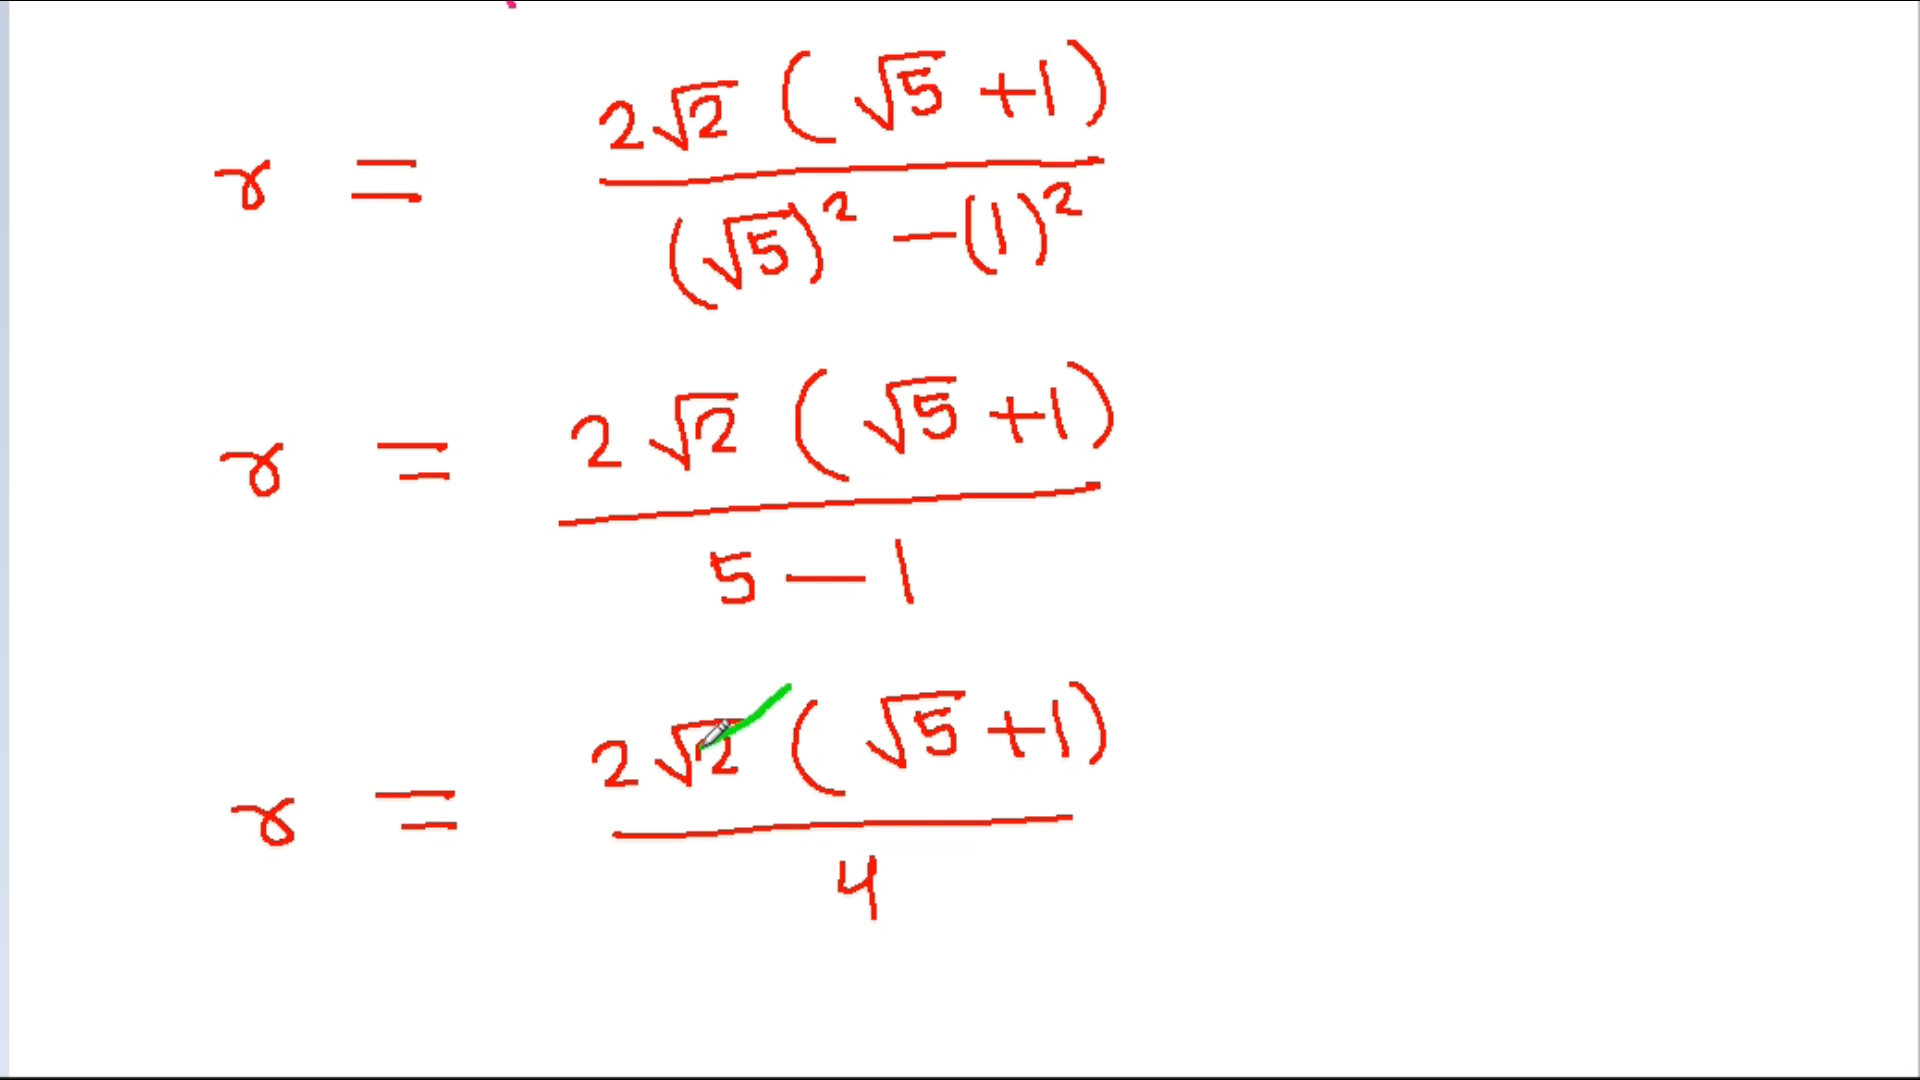 r = 2√2 (√5 + 1) / (√5)² - (1)²
r = 2√2 (√5 + 1) / 5 - 1
r = 2√2 (√5 + 1) / 4